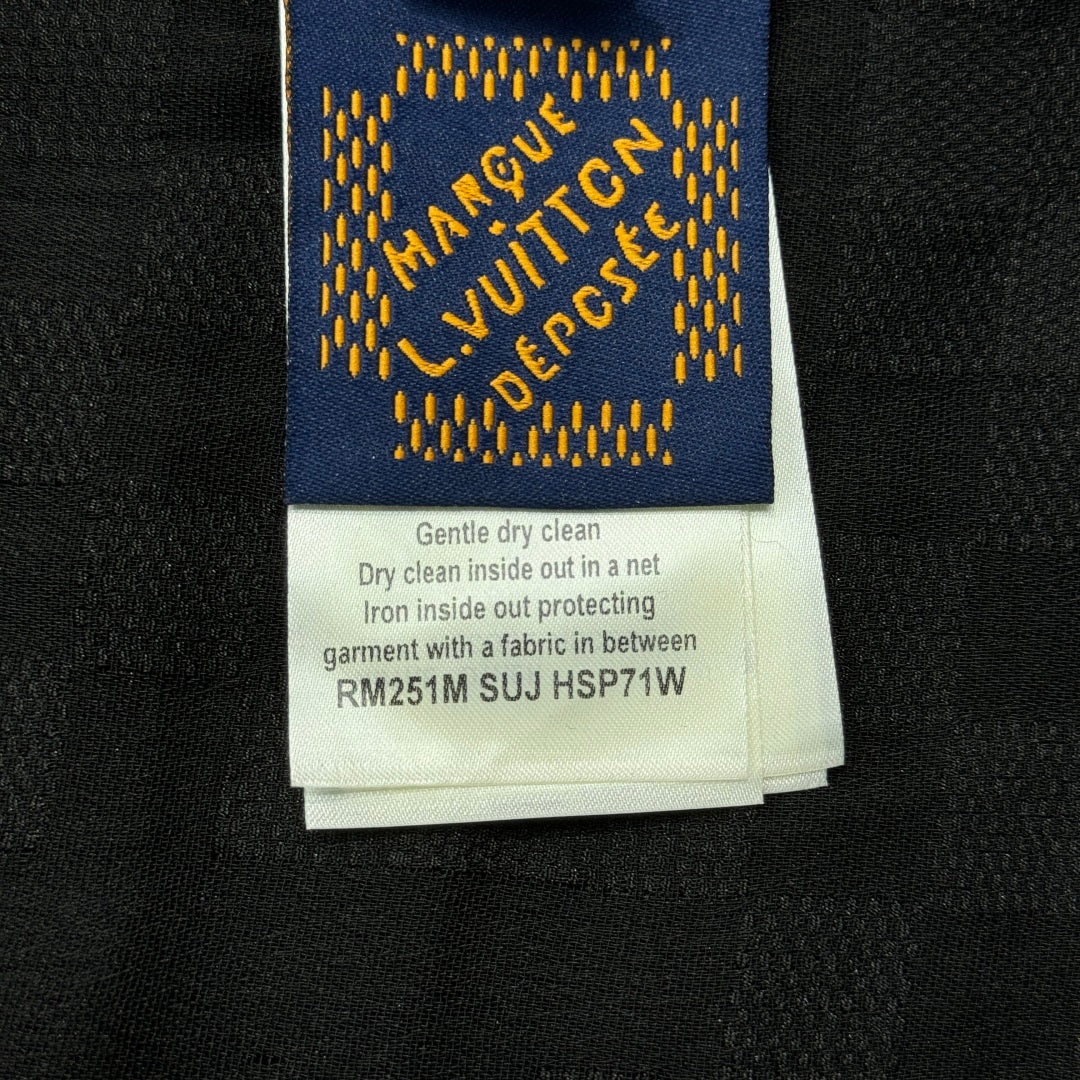 MARQUE
L.VUITTON
DÉPOSÉE
Gentle dry clean
Dry clean inside out in a net
Iron inside out protecting
garment with a fabric in between
RM251M SUJ HSP71W